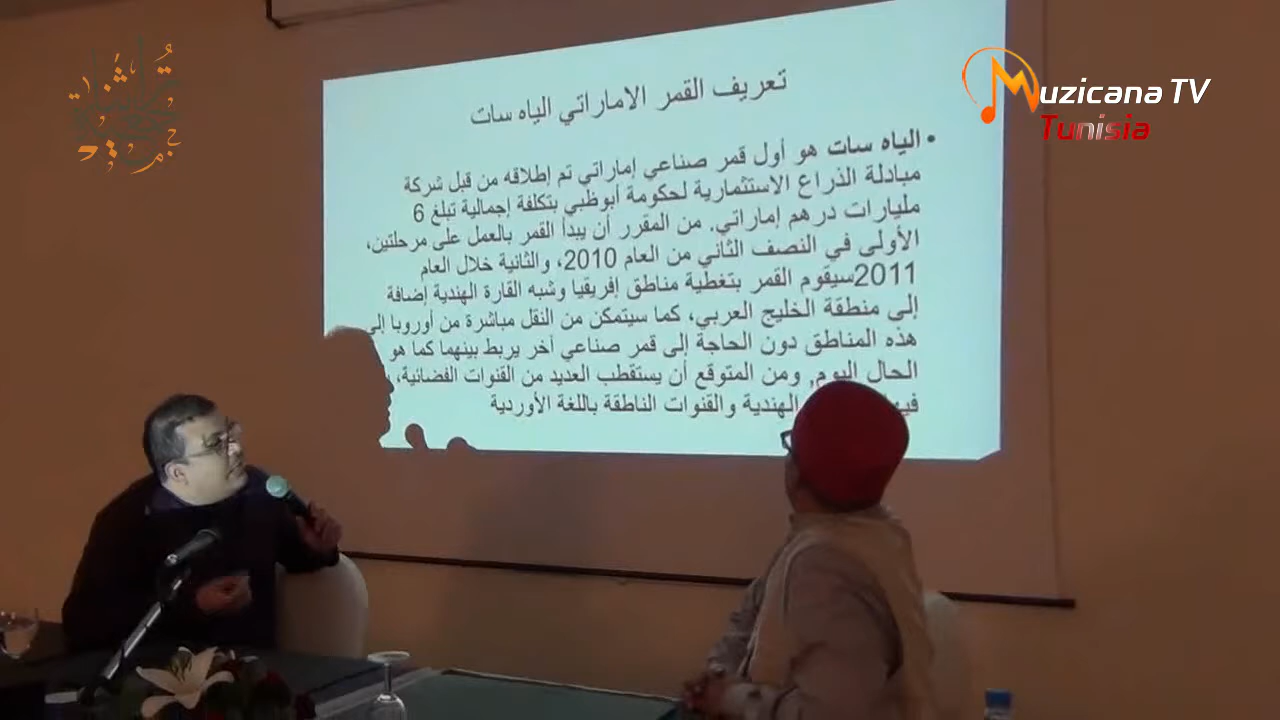 تعريف القمر الاماراتي الياه سات
• الياه سات هو أول قمر صناعي إماراتي تم إطلاقه من قبل شركة
مبادلة الذراع الاستثمارية لحكومة أبوظبي بتكلفة إجمالية تبلغ 6
مليارات درهم إماراتي. من المقرر أن يبدأ القمر بالعمل على مرحلتين،
الأولى في النصف الثاني من العام 2010، والثانية خلال العام
2011سيقوم القمر بتغطية مناطق إفريقيا وشبه القارة الهندية إضافة
إلى منطقة الخليج العربي، كما سيتمكن من النقل مباشرة من أوروبا إلى
هذه المناطق دون الحاجة إلى قمر صناعي آخر يربط بينهما كما هو
الحال اليوم, ومن المتوقع أن يستقطب العديد من القنوات الفضائية،
الهندية والقنوات الناطقة باللغة الأوردية
Muzicana TV
Tunisia